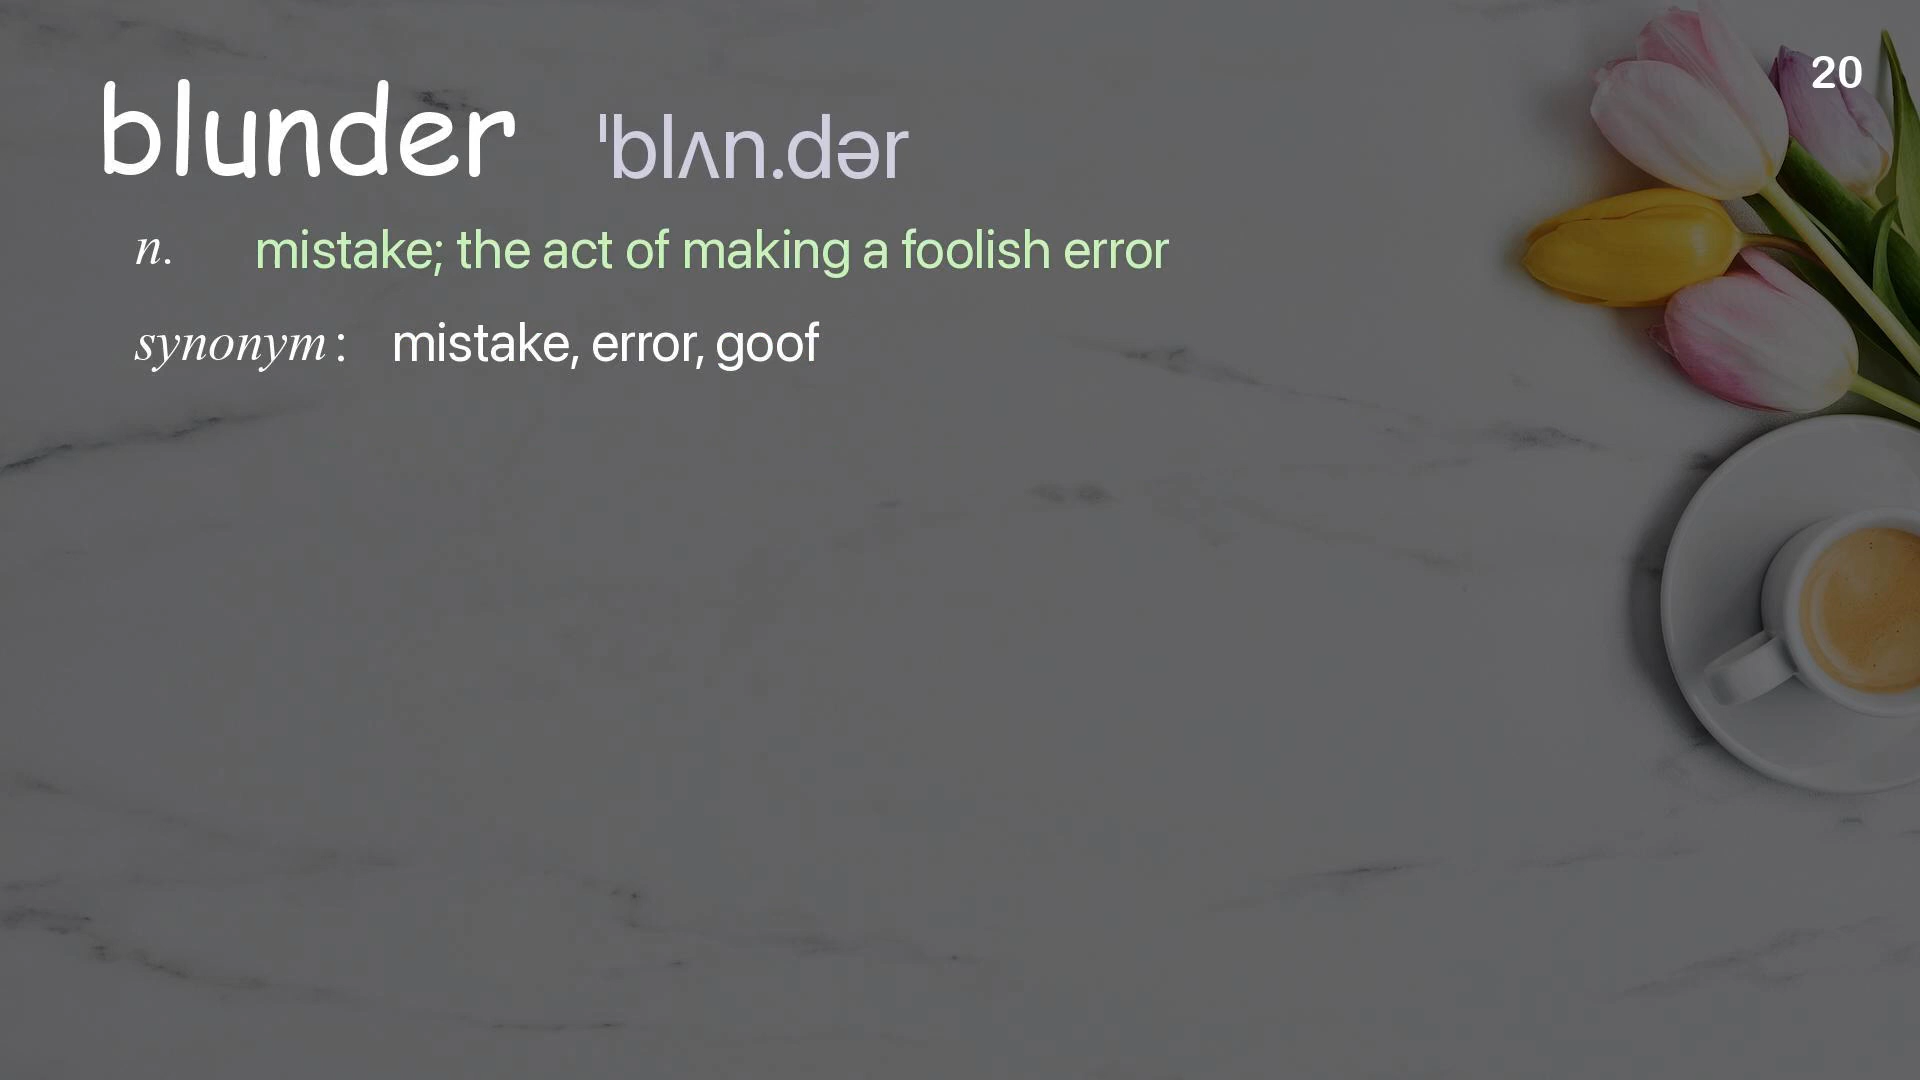 20
blunder ˈblʌn.dər
n. mistake; the act of making a foolish error
synonym: mistake, error, goof